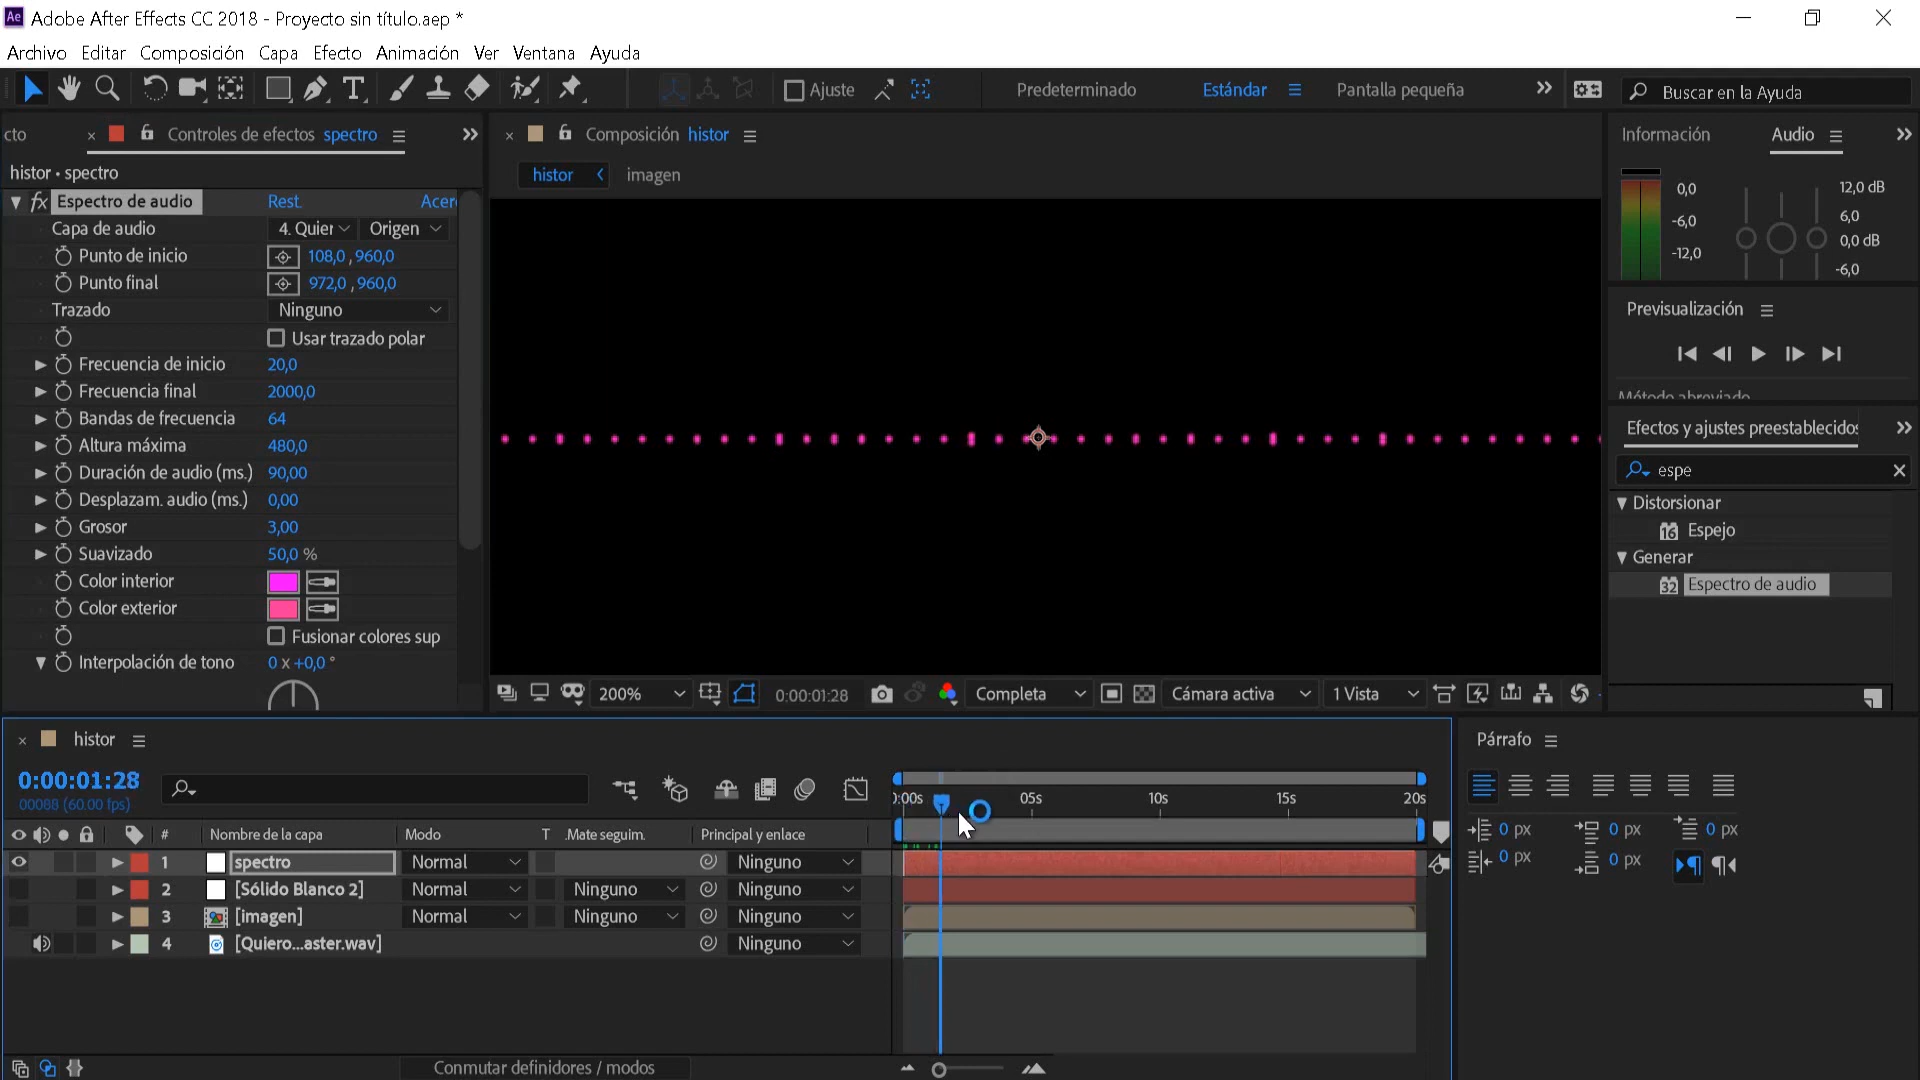 Ae Adobe After Effects CC 2018 - Proyecto sin título.aep *
Archivo Editar Composición Capa Efecto Animación Ver Ventana Ayuda
Ajuste Predeterminado Estándar Pantalla pequeña Buscar en la Ayuda
cto Controles de efectos spectro
histor • spectro
fx Espectro de audio Rest. Acer
Capa de audio 4. Quier Origen
Punto de inicio 108,0 , 960,0
Punto final 972,0 , 960,0
Trazado Ninguno
Usar trazado polar
Frecuencia de inicio 20,0
Frecuencia final 2000,0
Bandas de frecuencia 64
Altura máxima 480,0
Duración de audio (ms.) 90,00
Desplazam. audio (ms.) 0,00
Grosor 3,00
Suavizado 50,0 %
Color interior
Color exterior
Fusionar colores sup
Interpolación de tono 0 x +0,0 °
Composición histor
histor imagen
200% 0:00:01:28 Completa Cámara activa 1 Vista
Información Audio
0,0 12,0 dB
-6,0 6,0
-12,0 0,0 dB
-6,0
Previsualización
Método abreviado
Efectos y ajustes preestablecidos
espe
Distorsionar
16 Espejo
Generar
32 Espectro de audio
histor
0:00:01:28
00088 (60.00 fps)
):00s 05s 10s 15s 20s
# Nombre de la capa Modo T .Mate seguim. Principal y enlace
1 spectro Normal Ninguno
2 [Sólido Blanco 2] Normal Ninguno Ninguno
3 [imagen] Normal Ninguno Ninguno
4 [Quiero...aster.wav] Ninguno
Conmutar definidores / modos
Párrafo
0 px 0 px 0 px
0 px 0 px